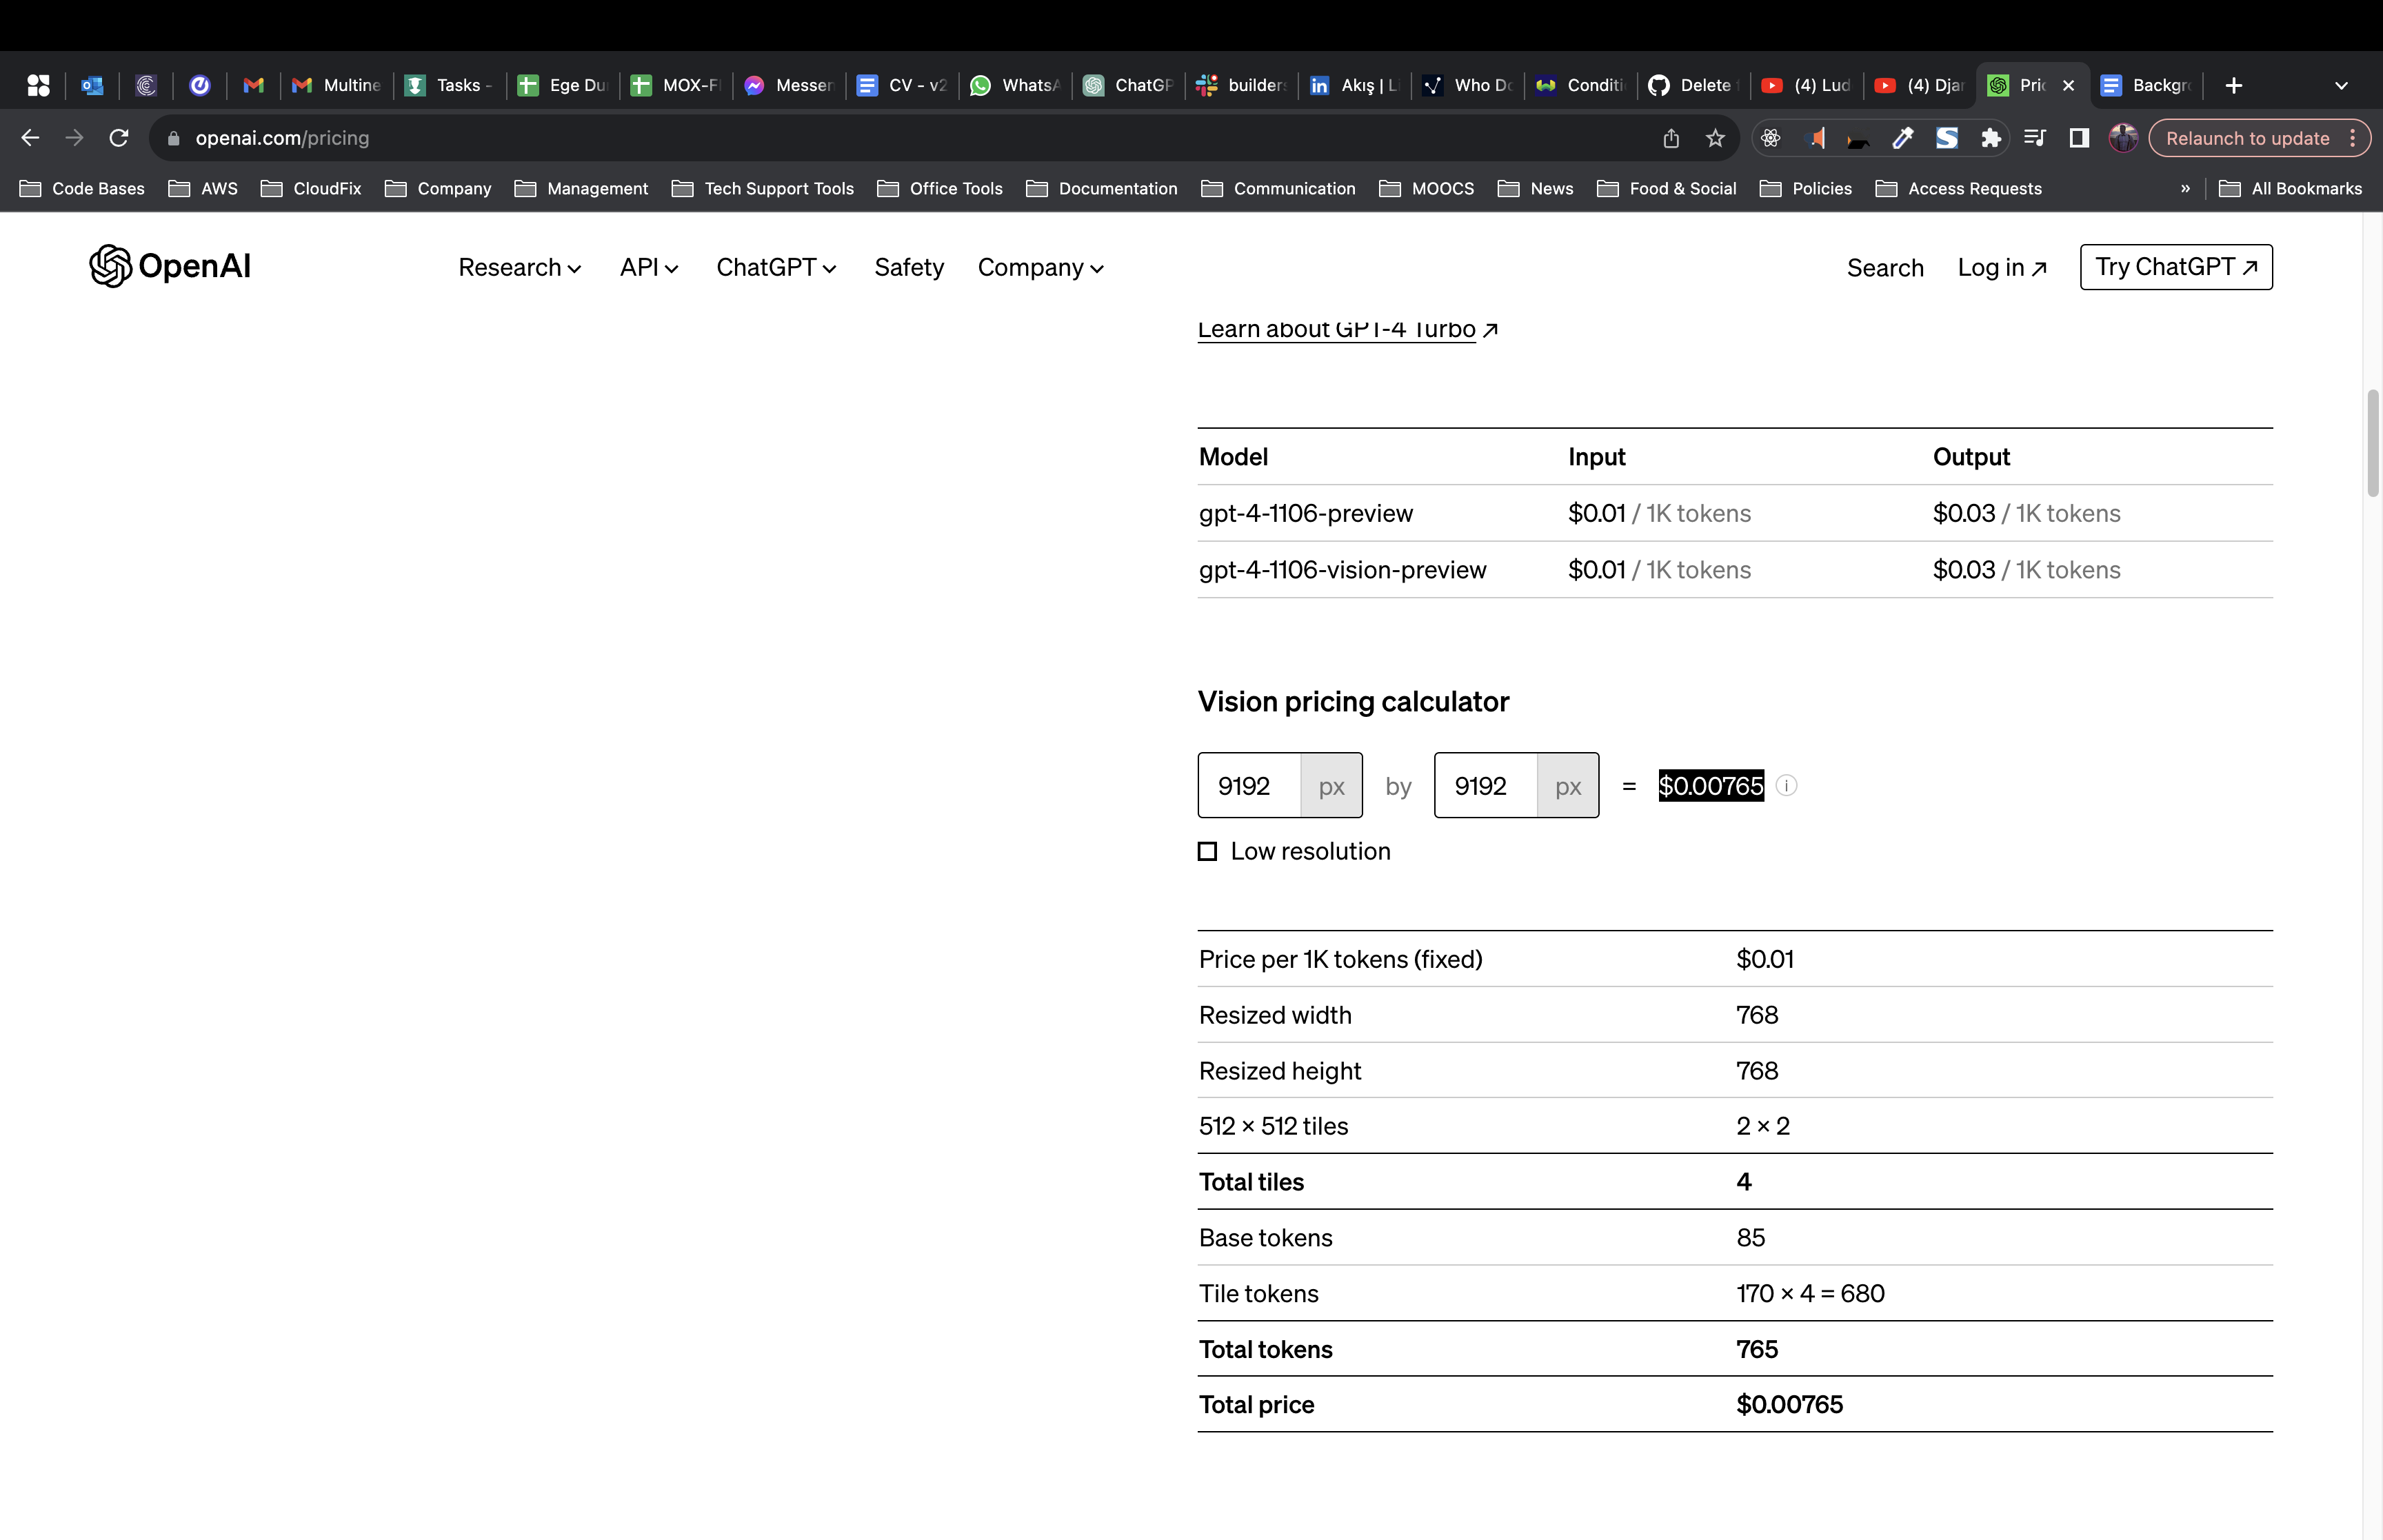 Multine
Tasks -
Ege Du
MOX-F
Messen
CV - v2
WhatsA
ChatGP
builders
Akış | Li
Who Do
Conditi
Delete
(4) Lud
(4) Djar
Pric
Backgr
openai.com/pricing
Relaunch to update
Code Bases
AWS
CloudFix
Company
Management
Tech Support Tools
Office Tools
Documentation
Communication
MOOCS
News
Food & Social
Policies
Access Requests
»
All Bookmarks
OpenAI
Research
API
ChatGPT
Safety
Company
Search
Log in ↗
Try ChatGPT ↗
Learn about GPT-4 Turbo ↗
Model Input Output
gpt-4-1106-preview $0.01 / 1K tokens $0.03 / 1K tokens
gpt-4-1106-vision-preview $0.01 / 1K tokens $0.03 / 1K tokens
Vision pricing calculator
9192 px by 9192 px = $0.00765
Low resolution
Price per 1K tokens (fixed) $0.01
Resized width 768
Resized height 768
512 × 512 tiles 2 × 2
Total tiles 4
Base tokens 85
Tile tokens 170 × 4 = 680
Total tokens 765
Total price $0.00765